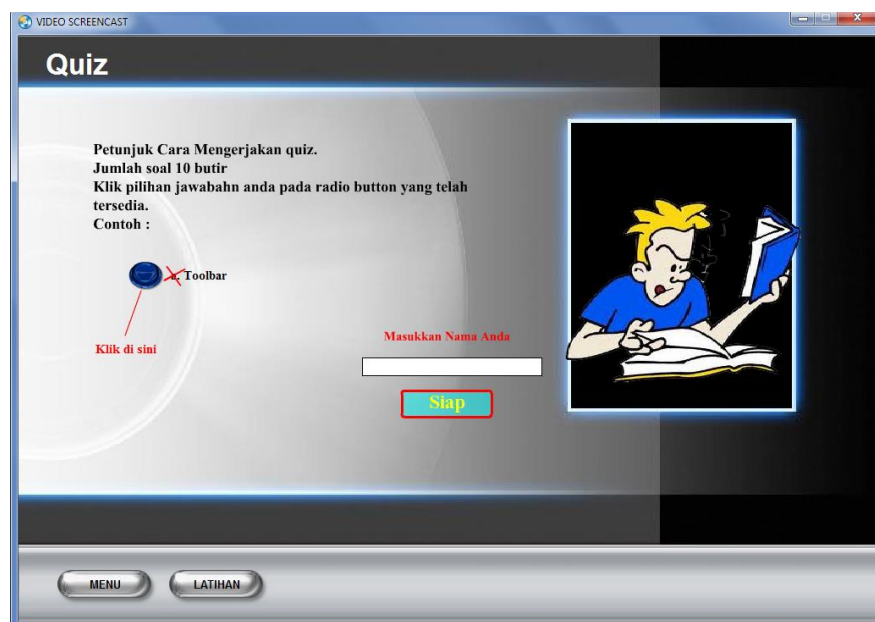 VIDEO SCREENCAST
Quiz
Petunjuk Cara Mengerjakan quiz.
Jumlah soal 10 butir
Klik pilihan jawabahn anda pada radio button yang telah
tersedia.
Contoh :
a. Toolbar
Klik di sini
Masukkan Nama Anda
Siap
MENU
LATIHAN